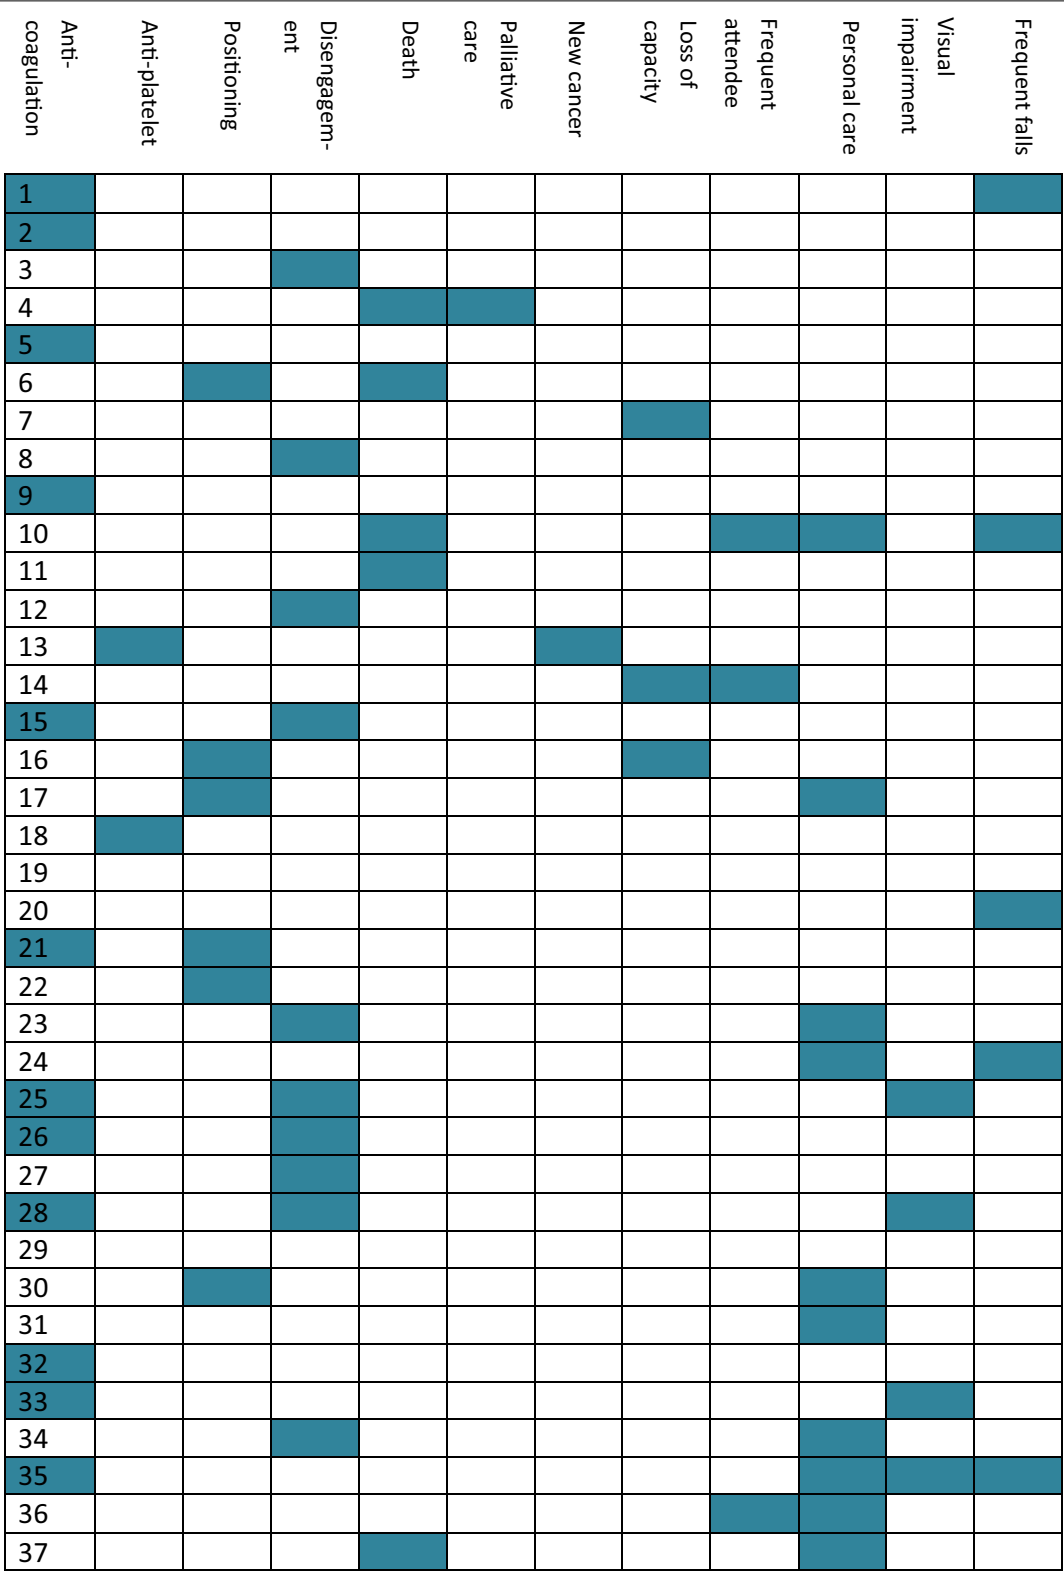 Anti-
coagulation
Anti-platelet
Positioning
Disengagem-
ent
Death
Palliative
care
New cancer
Loss of
capacity
Frequent
attendee
Personal care
Visual
impairment
Frequent falls
1
2
3
4
5
6
7
8
9
10
11
12
13
14
15
16
17
18
19
20
21
22
23
24
25
26
27
28
29
30
31
32
33
34
35
36
37